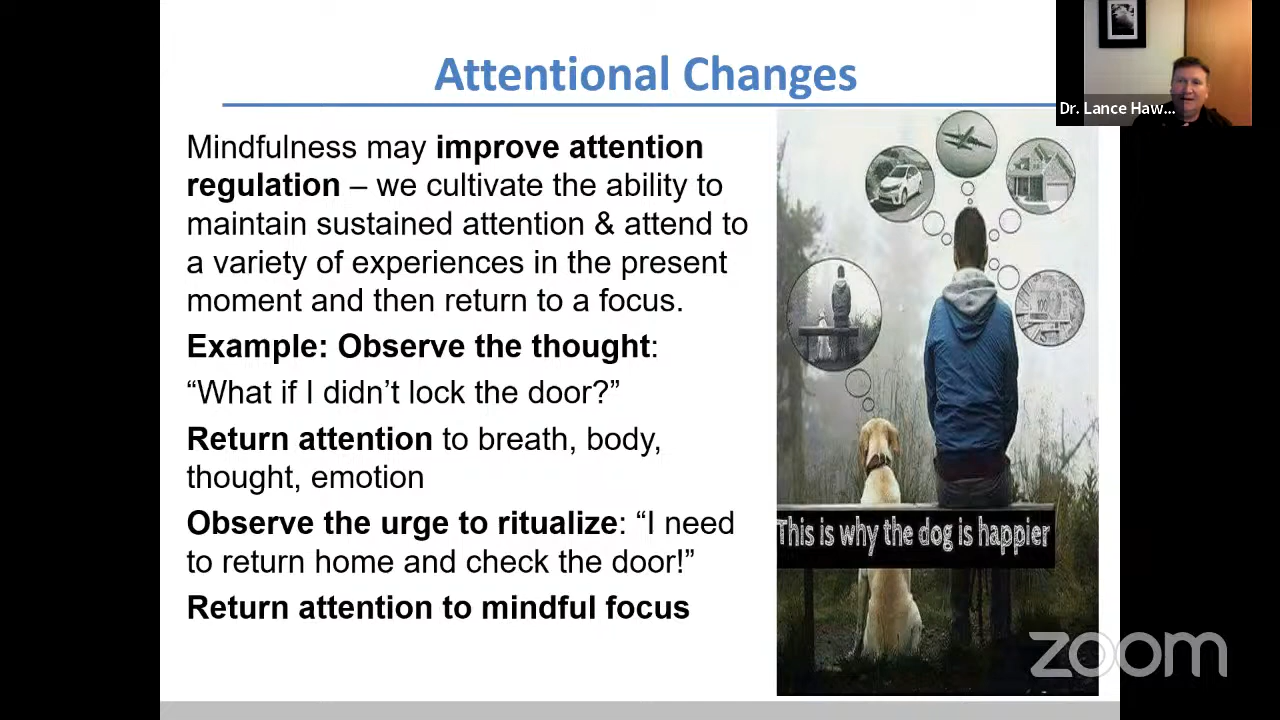 Attentional Changes
Dr. Lance Haw...
Mindfulness may improve attention
regulation – we cultivate the ability to
maintain sustained attention & attend to
a variety of experiences in the present
moment and then return to a focus.
Example: Observe the thought:
“What if I didn’t lock the door?”
Return attention to breath, body,
thought, emotion
Observe the urge to ritualize: “I need
to return home and check the door!”
Return attention to mindful focus
This is why the dog is happier
zoom